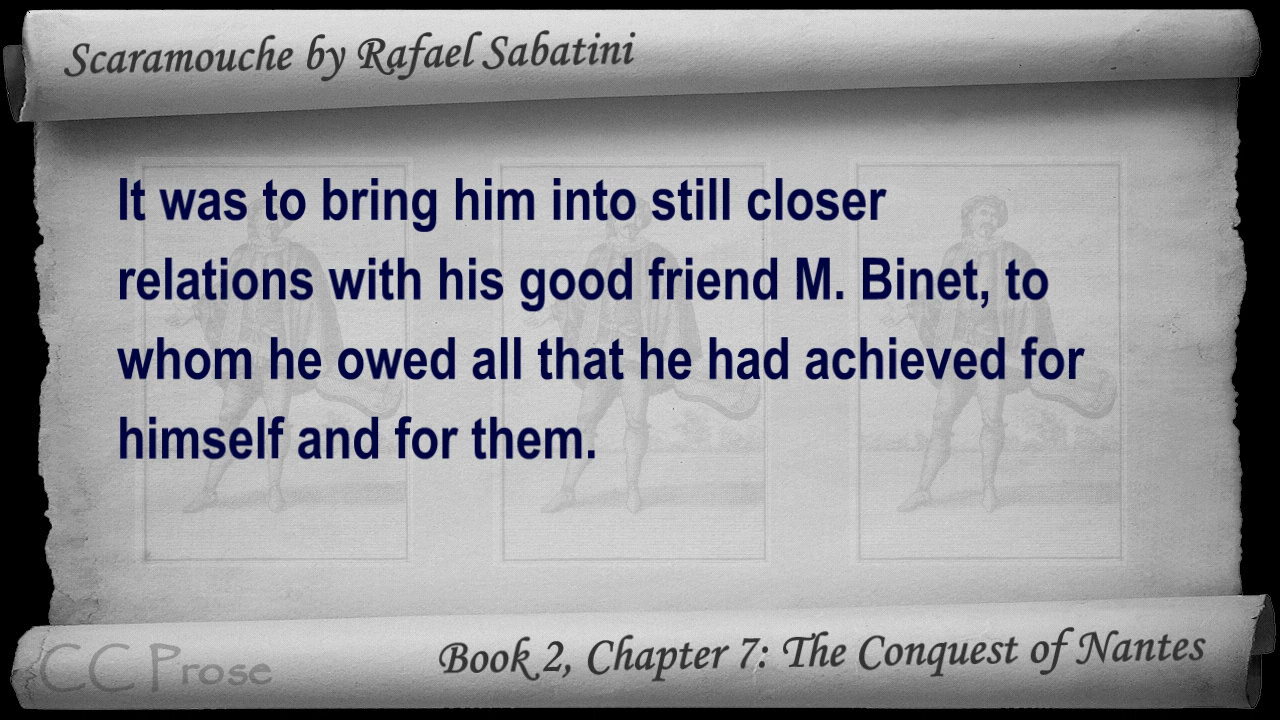 Scaramouche by Rafael Sabatini
It was to bring him into still closer
relations with his good friend M. Binet, to
whom he owed all that he had achieved for
himself and for them.
CC Prose
Book 2, Chapter 7: The Conquest of Nantes